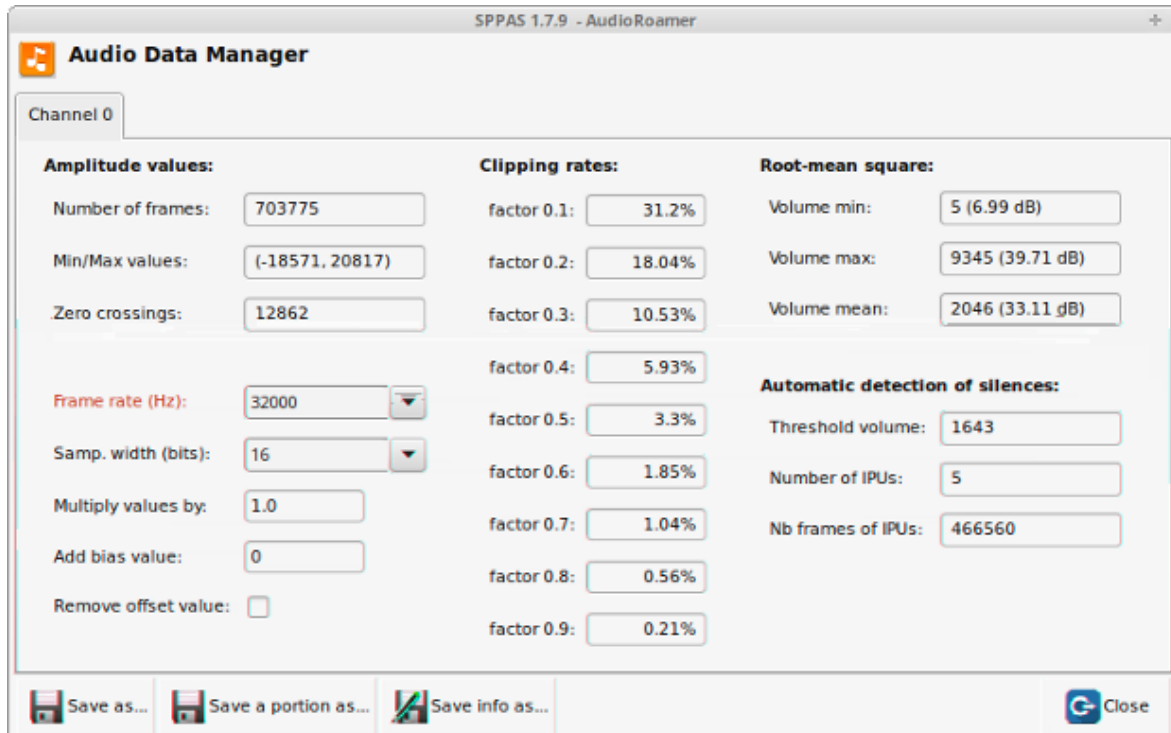 SPPAS 1.7.9 - AudioRoamer
Audio Data Manager
Channel 0
Amplitude values:
Number of frames: 703775
Min/Max values: (-18571, 20817)
Zero crossings: 12862
Frame rate (Hz): 32000
Samp. width (bits): 16
Multiply values by: 1.0
Add bias value: 0
Remove offset value:
Clipping rates:
factor 0.1: 31.2%
factor 0.2: 18.04%
factor 0.3: 10.53%
factor 0.4: 5.93%
factor 0.5: 3.3%
factor 0.6: 1.85%
factor 0.7: 1.04%
factor 0.8: 0.56%
factor 0.9: 0.21%
Root-mean square:
Volume min: 5 (6.99 dB)
Volume max: 9345 (39.71 dB)
Volume mean: 2046 (33.11 dB)
Automatic detection of silences:
Threshold volume: 1643
Number of IPUs: 5
Nb frames of IPUs: 466560
Save as... Save a portion as... Save info as... Close